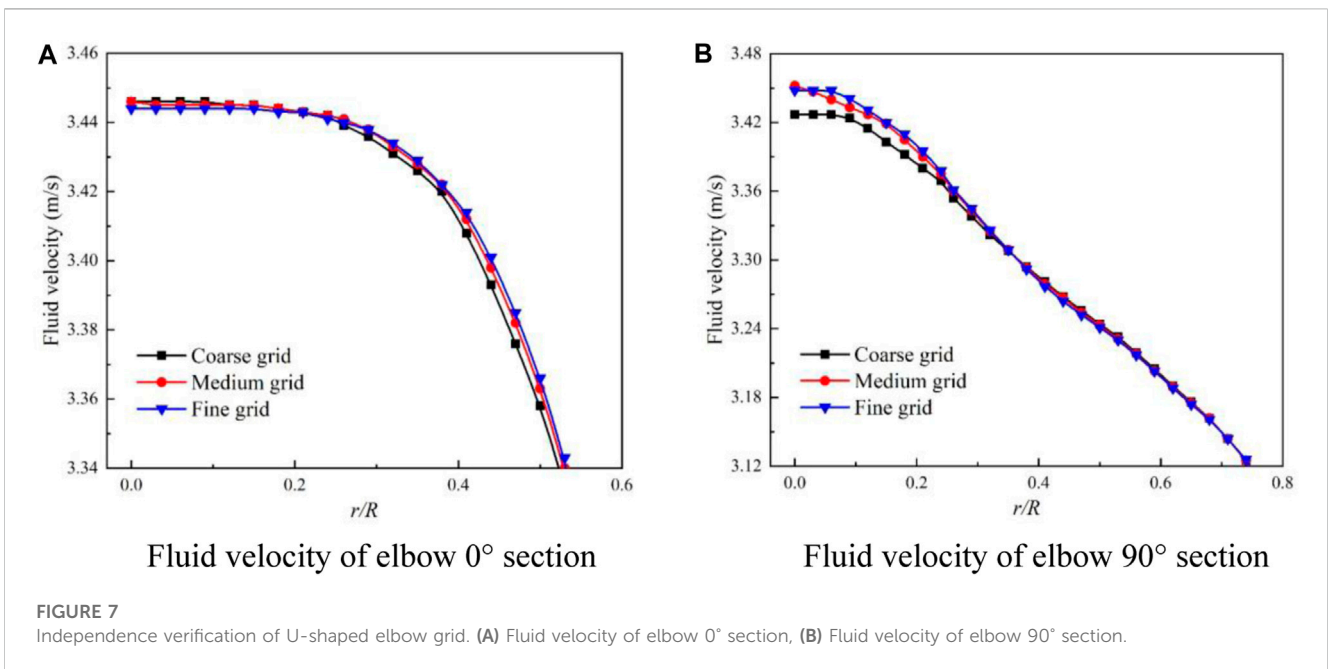 A
Fluid velocity (m/s)
3.46
3.44
3.42
3.40
3.38
3.36
3.34
Coarse grid
Medium grid
Fine grid
0.0 0.2 0.4 0.6
r/R
Fluid velocity of elbow 0° section
B
Fluid velocity (m/s)
3.48
3.42
3.36
3.30
3.24
3.18
3.12
Coarse grid
Medium grid
Fine grid
0.0 0.2 0.4 0.6 0.8
r/R
Fluid velocity of elbow 90° section
FIGURE 7
Independence verification of U-shaped elbow grid. (A) Fluid velocity of elbow 0° section, (B) Fluid velocity of elbow 90° section.